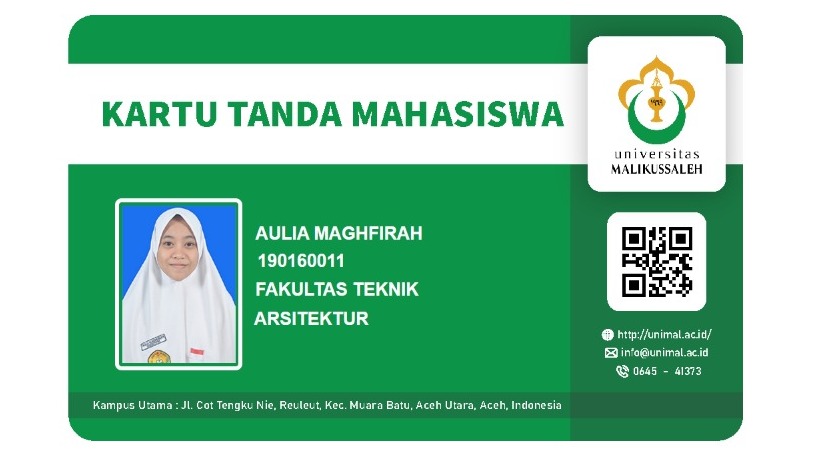 KARTU TANDA MAHASISWA
universitas
MALIKUSSALEH
AULIA MAGHFIRAH
190160011
FAKULTAS TEKNIK
ARSITEKTUR
http://unimal.ac.id/
info@unimal.ac.id
0645 - 41373
Kampus Utama : Jl. Cot Tengku Nie, Reuleut, Kec. Muara Batu, Aceh Utara, Aceh, Indonesia